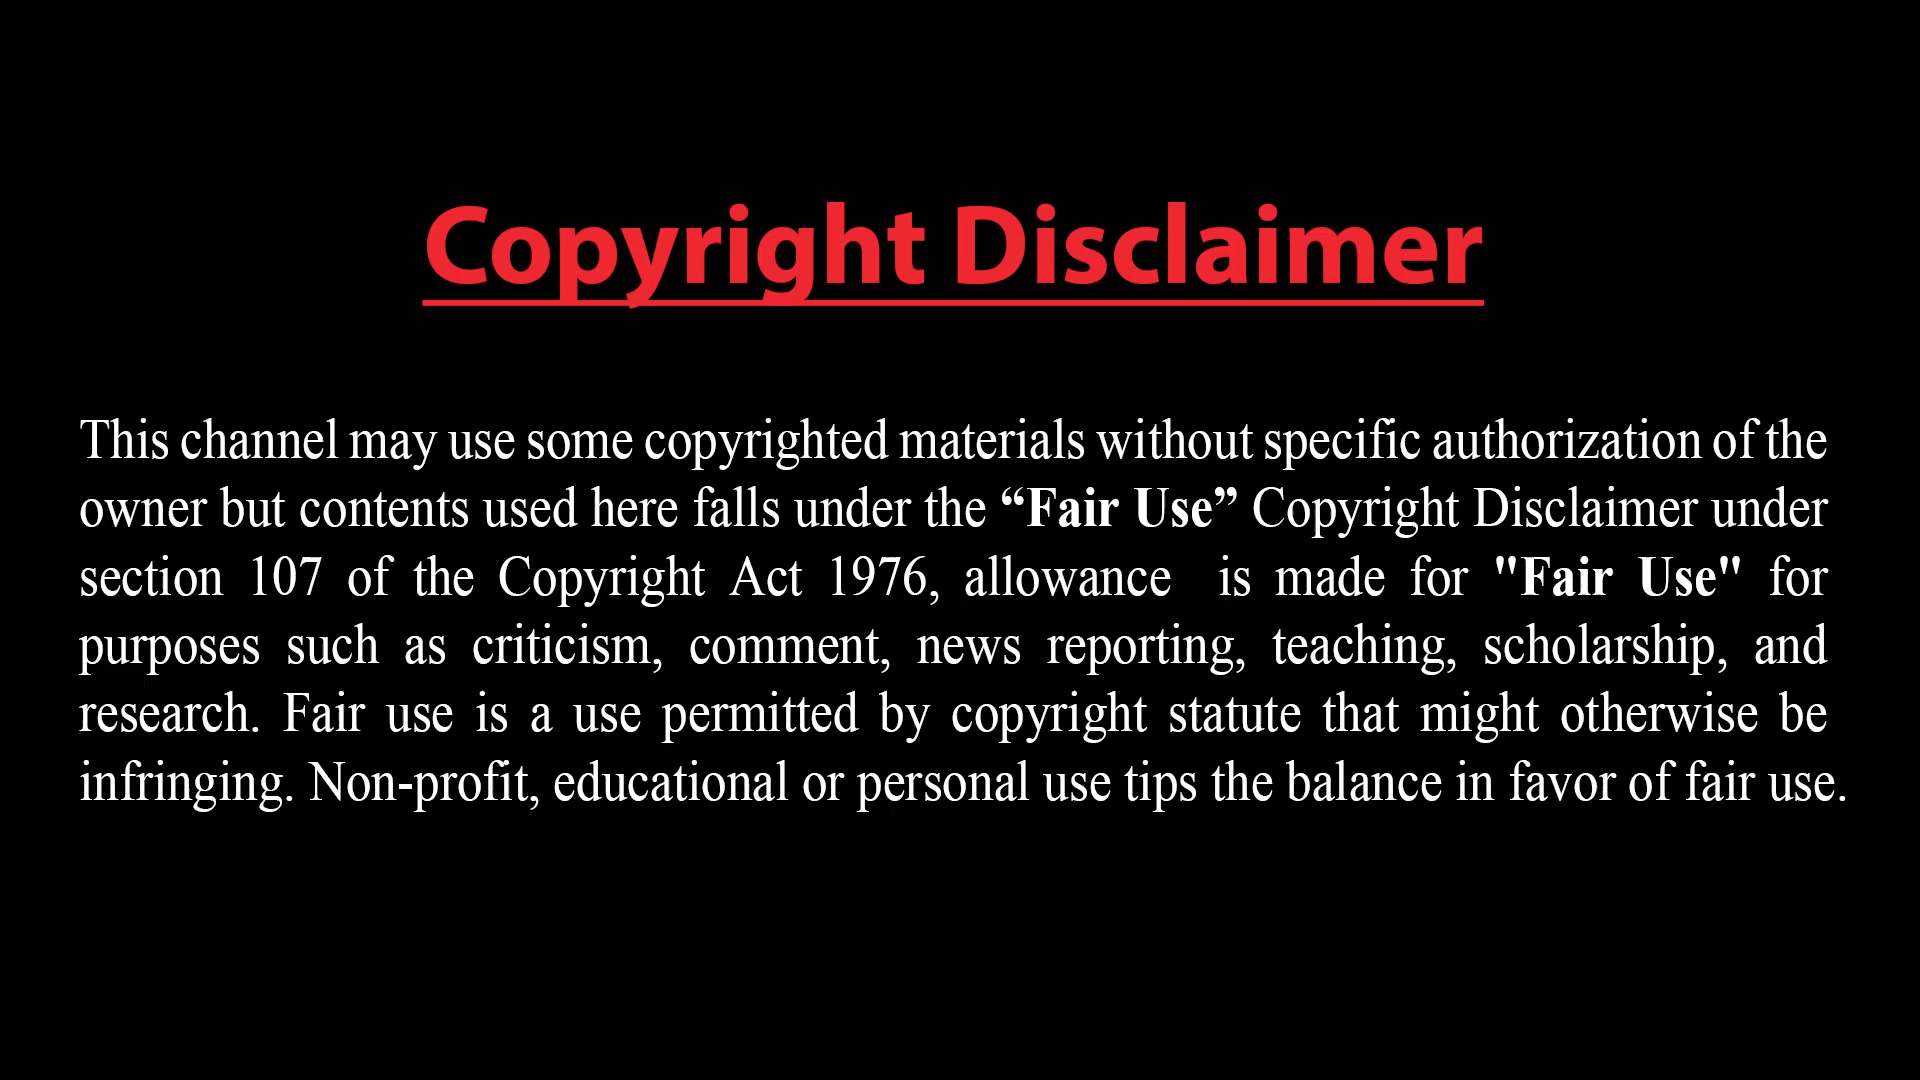 Copyright Disclaimer
This channel may use some copyrighted materials without specific authorization of the
owner but contents used here falls under the “Fair Use” Copyright Disclaimer under
section 107 of the Copyright Act 1976, allowance  is made for "Fair Use" for
purposes such as criticism, comment, news reporting, teaching, scholarship, and
research. Fair use is a use permitted by copyright statute that might otherwise be
infringing. Non-profit, educational or personal use tips the balance in favor of fair use.